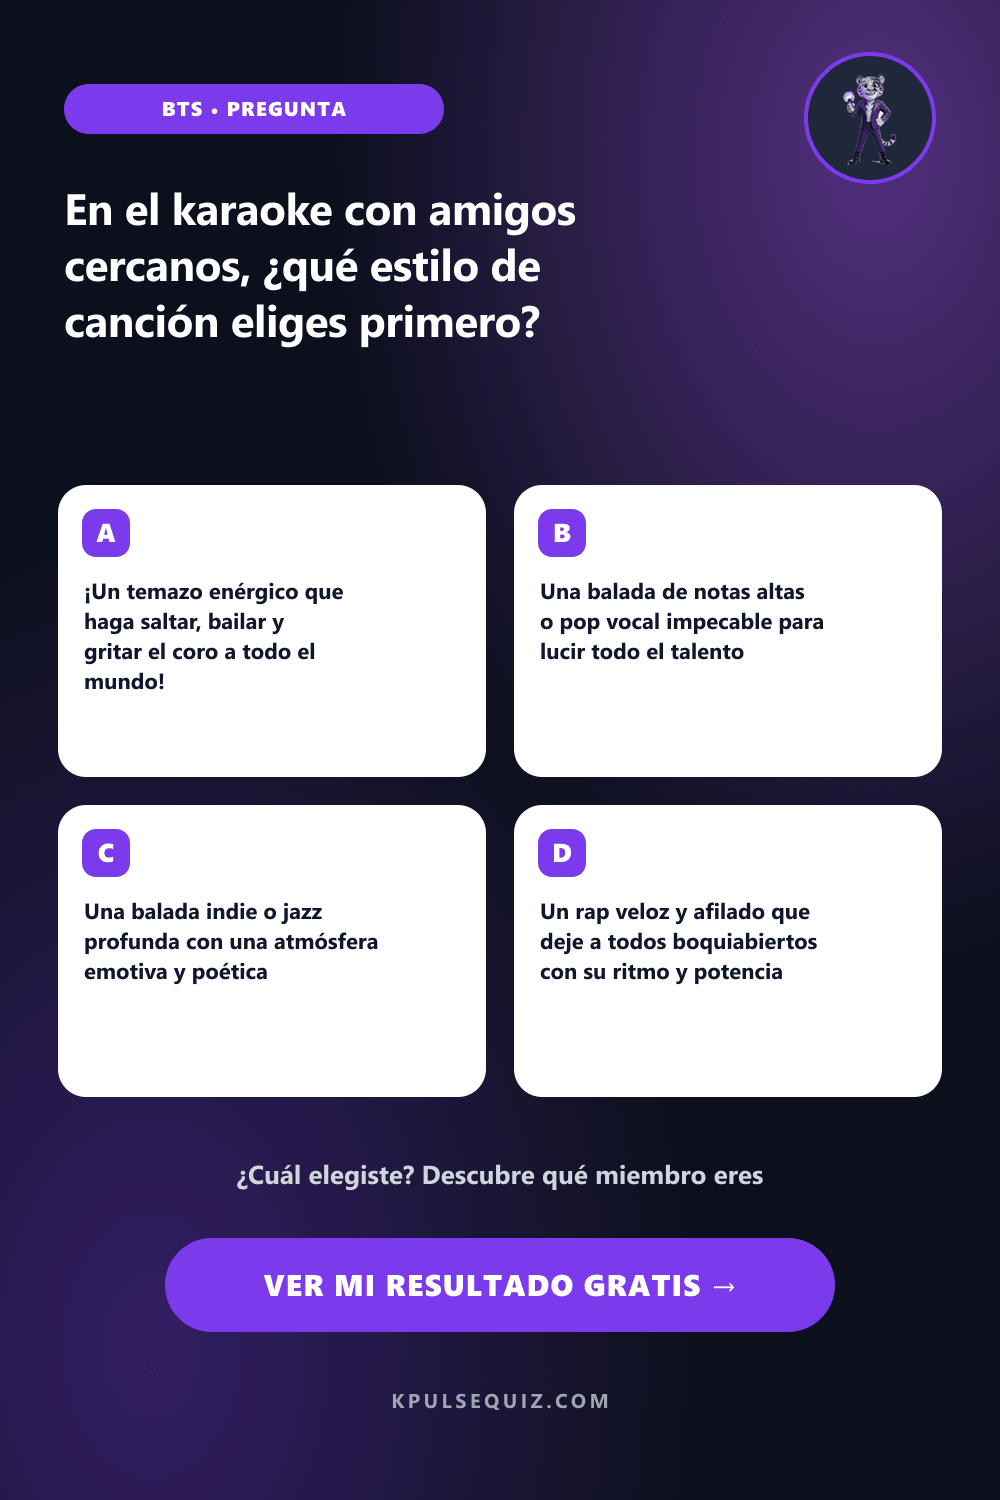 BTS • PREGUNTA
En el karaoke con amigos
cercanos, ¿qué estilo de
canción eliges primero?
A
¡Un temazo enérgico que
haga saltar, bailar y
gritar el coro a todo el
mundo!
B
Una balada de notas altas
o pop vocal impecable para
lucir todo el talento
C
Una balada indie o jazz
profunda con una atmósfera
emotiva y poética
D
Un rap veloz y afilado que
deje a todos boquiabiertos
con su ritmo y potencia
¿Cuál elegiste? Descubre qué miembro eres
VER MI RESULTADO GRATIS →
KPULSEQUIZ.COM